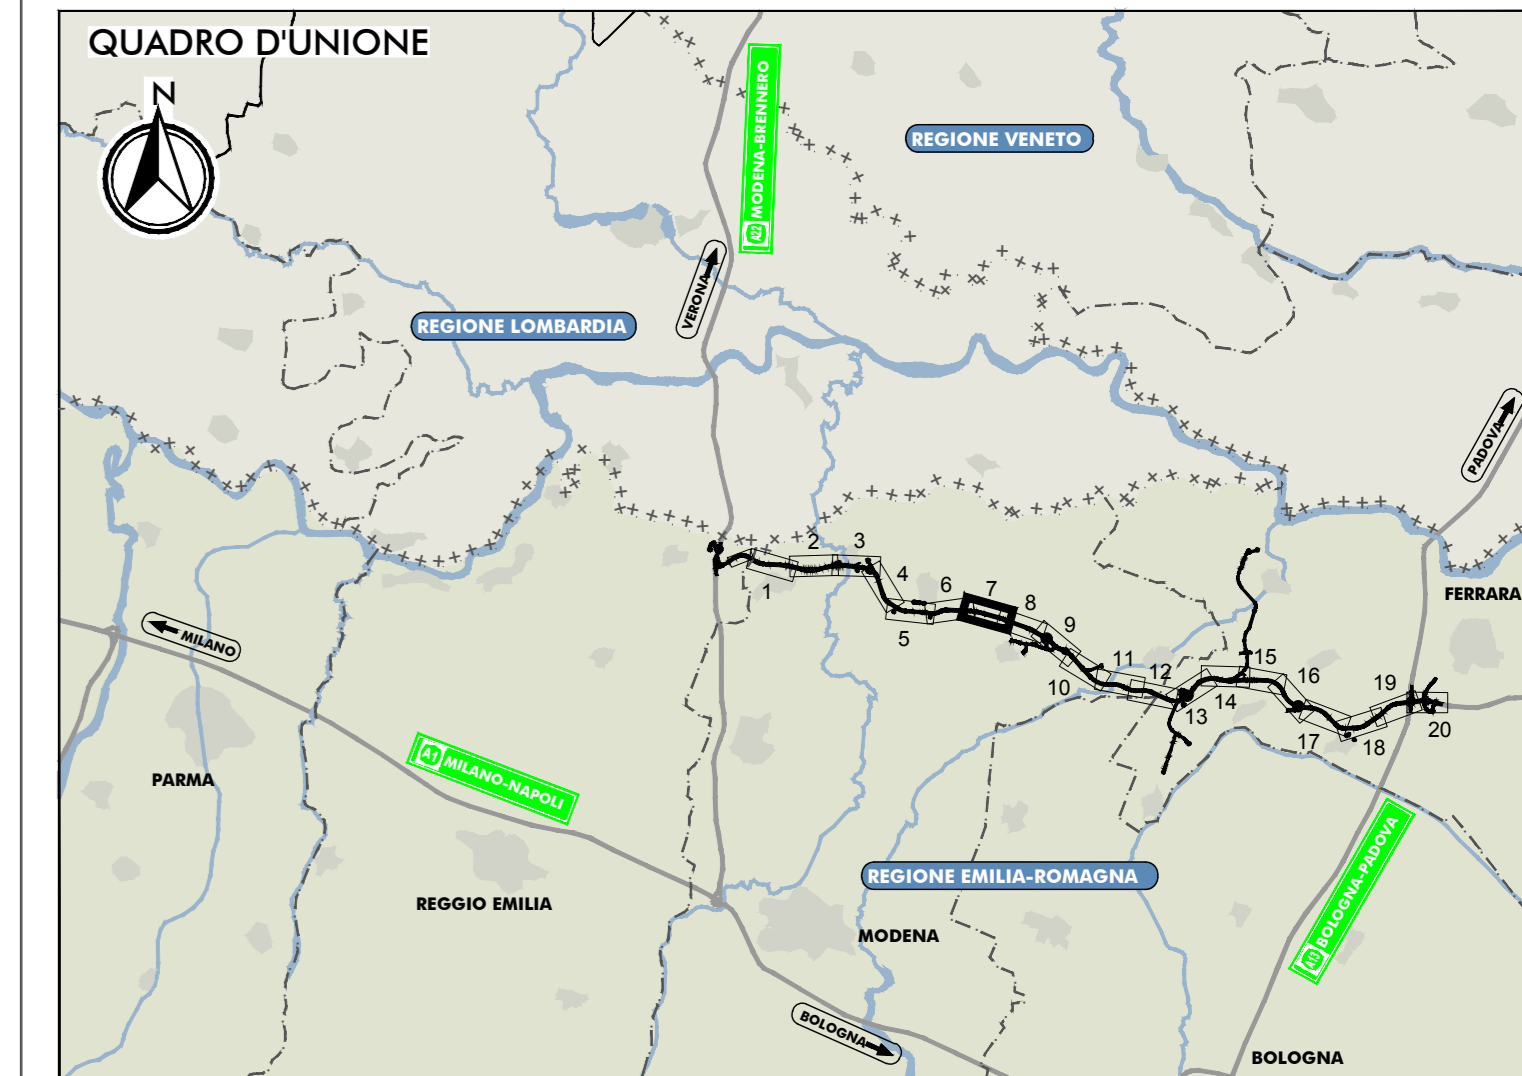 QUADRO D'UNIONE
N
A22 MODENA-BRENNERO
REGIONE VENETO
VERONA
REGIONE LOMBARDIA
PADOVA
FERRARA
MILANO
1
2
3
4
5
6
7
8
9
10
11
12
13
14
15
16
17
18
19
20
PARMA
A1 MILANO-NAPOLI
REGIONE EMILIA-ROMAGNA
A13 BOLOGNA-PADOVA
REGGIO EMILIA
MODENA
BOLOGNA
BOLOGNA